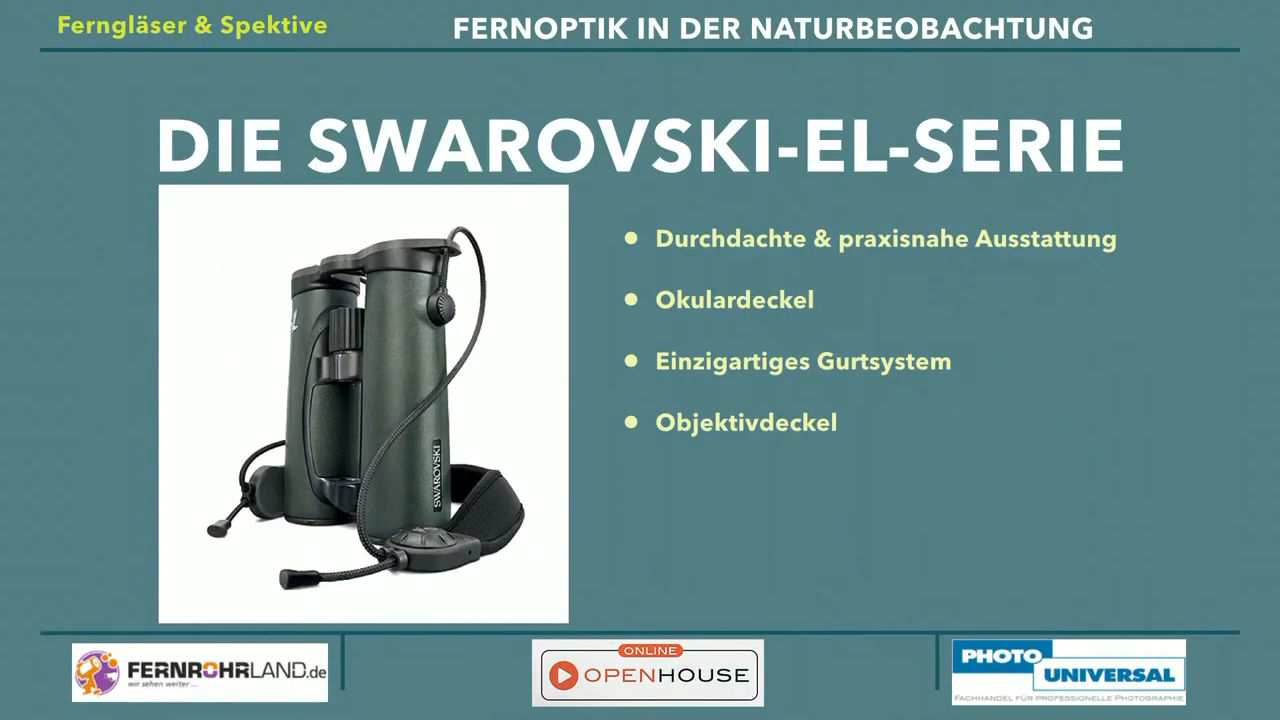 Ferngläser & Spektive
FERNOPTIK IN DER NATURBEOBACHTUNG
DIE SWAROVSKI-EL-SERIE
Durchdachte & praxisnahe Ausstattung
Okulardeckel
Einzigartiges Gurtsystem
Objektivdeckel
SWAROVSKI
FERNROHRLAND.de
wir sehen weiter ...
ONLINE
OPENHOUSE
PHOTO
UNIVERSAL
FACHHANDEL FÜR PROFESSIONELLE PHOTOGRAPHIE